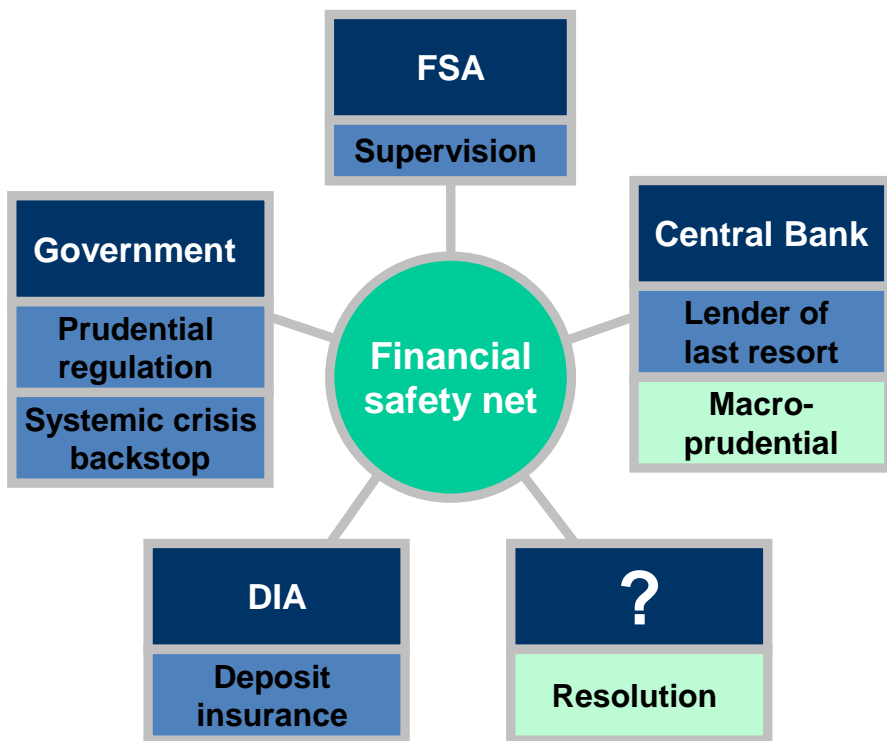 FSA
Supervision
Government
Prudential
regulation
Systemic crisis
backstop
Central Bank
Lender of
last resort
Macro-
prudential
Financial
safety net
DIA
Deposit
insurance
?
Resolution